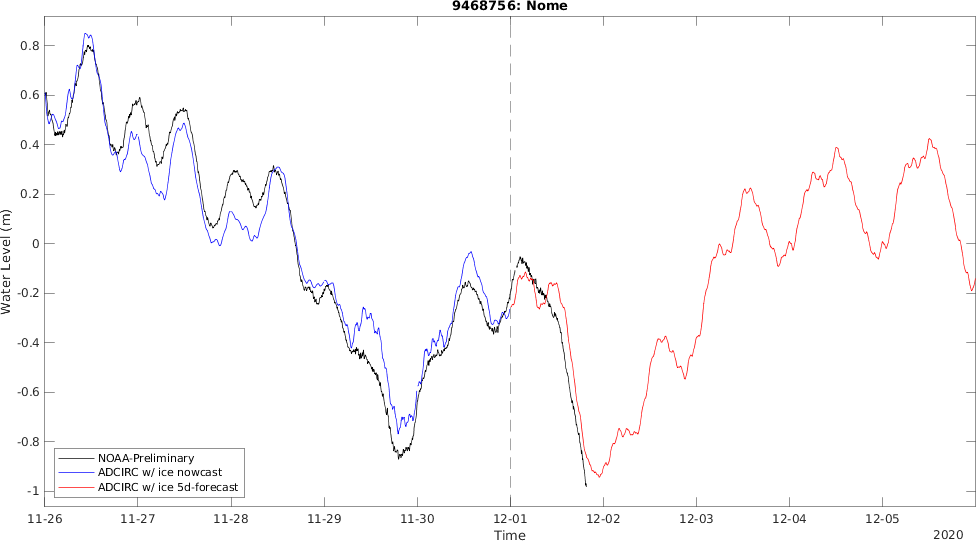 9468756: Nome
Water Level (m)
0.8
0.6
0.4
0.2
0
-0.2
-0.4
-0.6
-0.8
-1
NOAA-Preliminary
ADCIRC w/ ice nowcast
ADCIRC w/ ice 5d-forecast
11-26 11-27 11-28 11-29 11-30 12-01 12-02 12-03 12-04 12-05
Time
2020